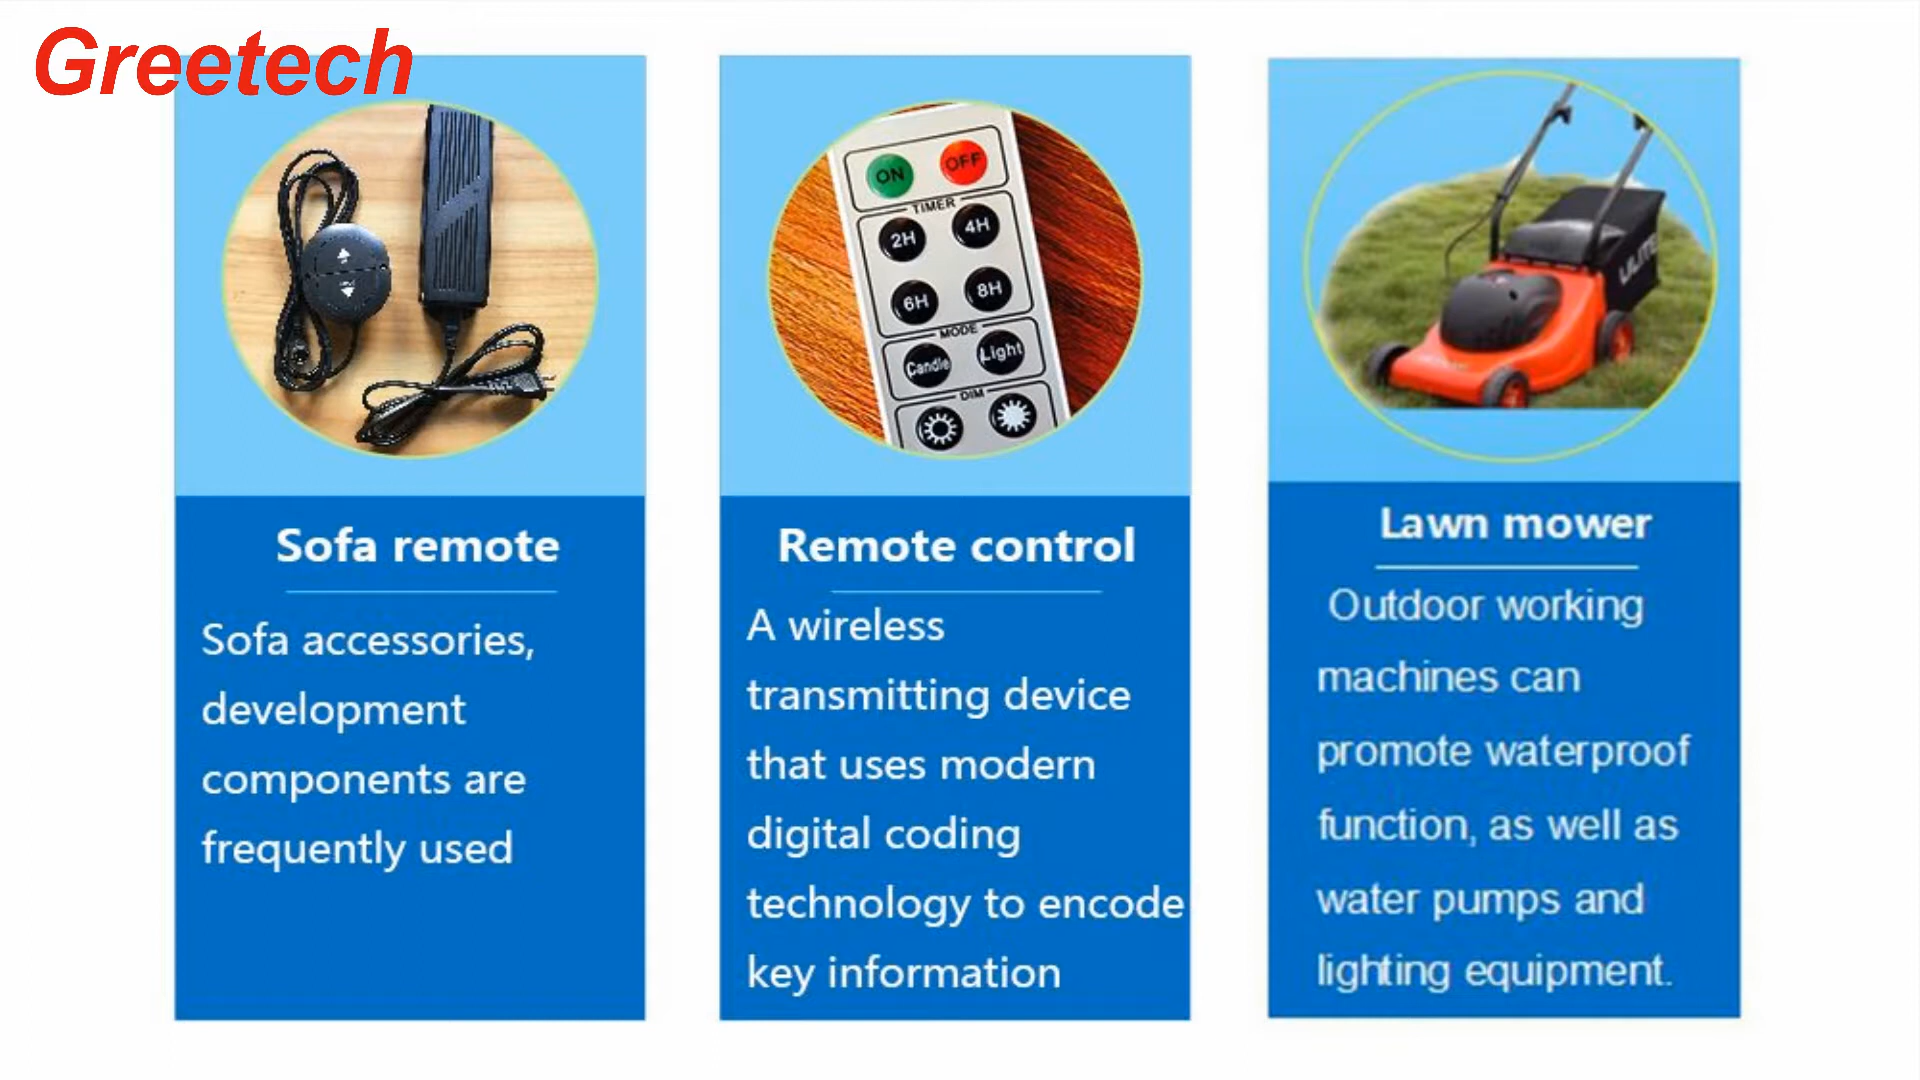 Greetech
ON
OFF
TIMER
2H
4H
6H
8H
MODE
Candle
Light
DIM
Sofa remote
Sofa accessories,
development
components are
frequently used
Remote control
A wireless
transmitting device
that uses modern
digital coding
technology to encode
key information
Lawn mower
Outdoor working
machines can
promote waterproof
function, as well as
water pumps and
lighting equipment.